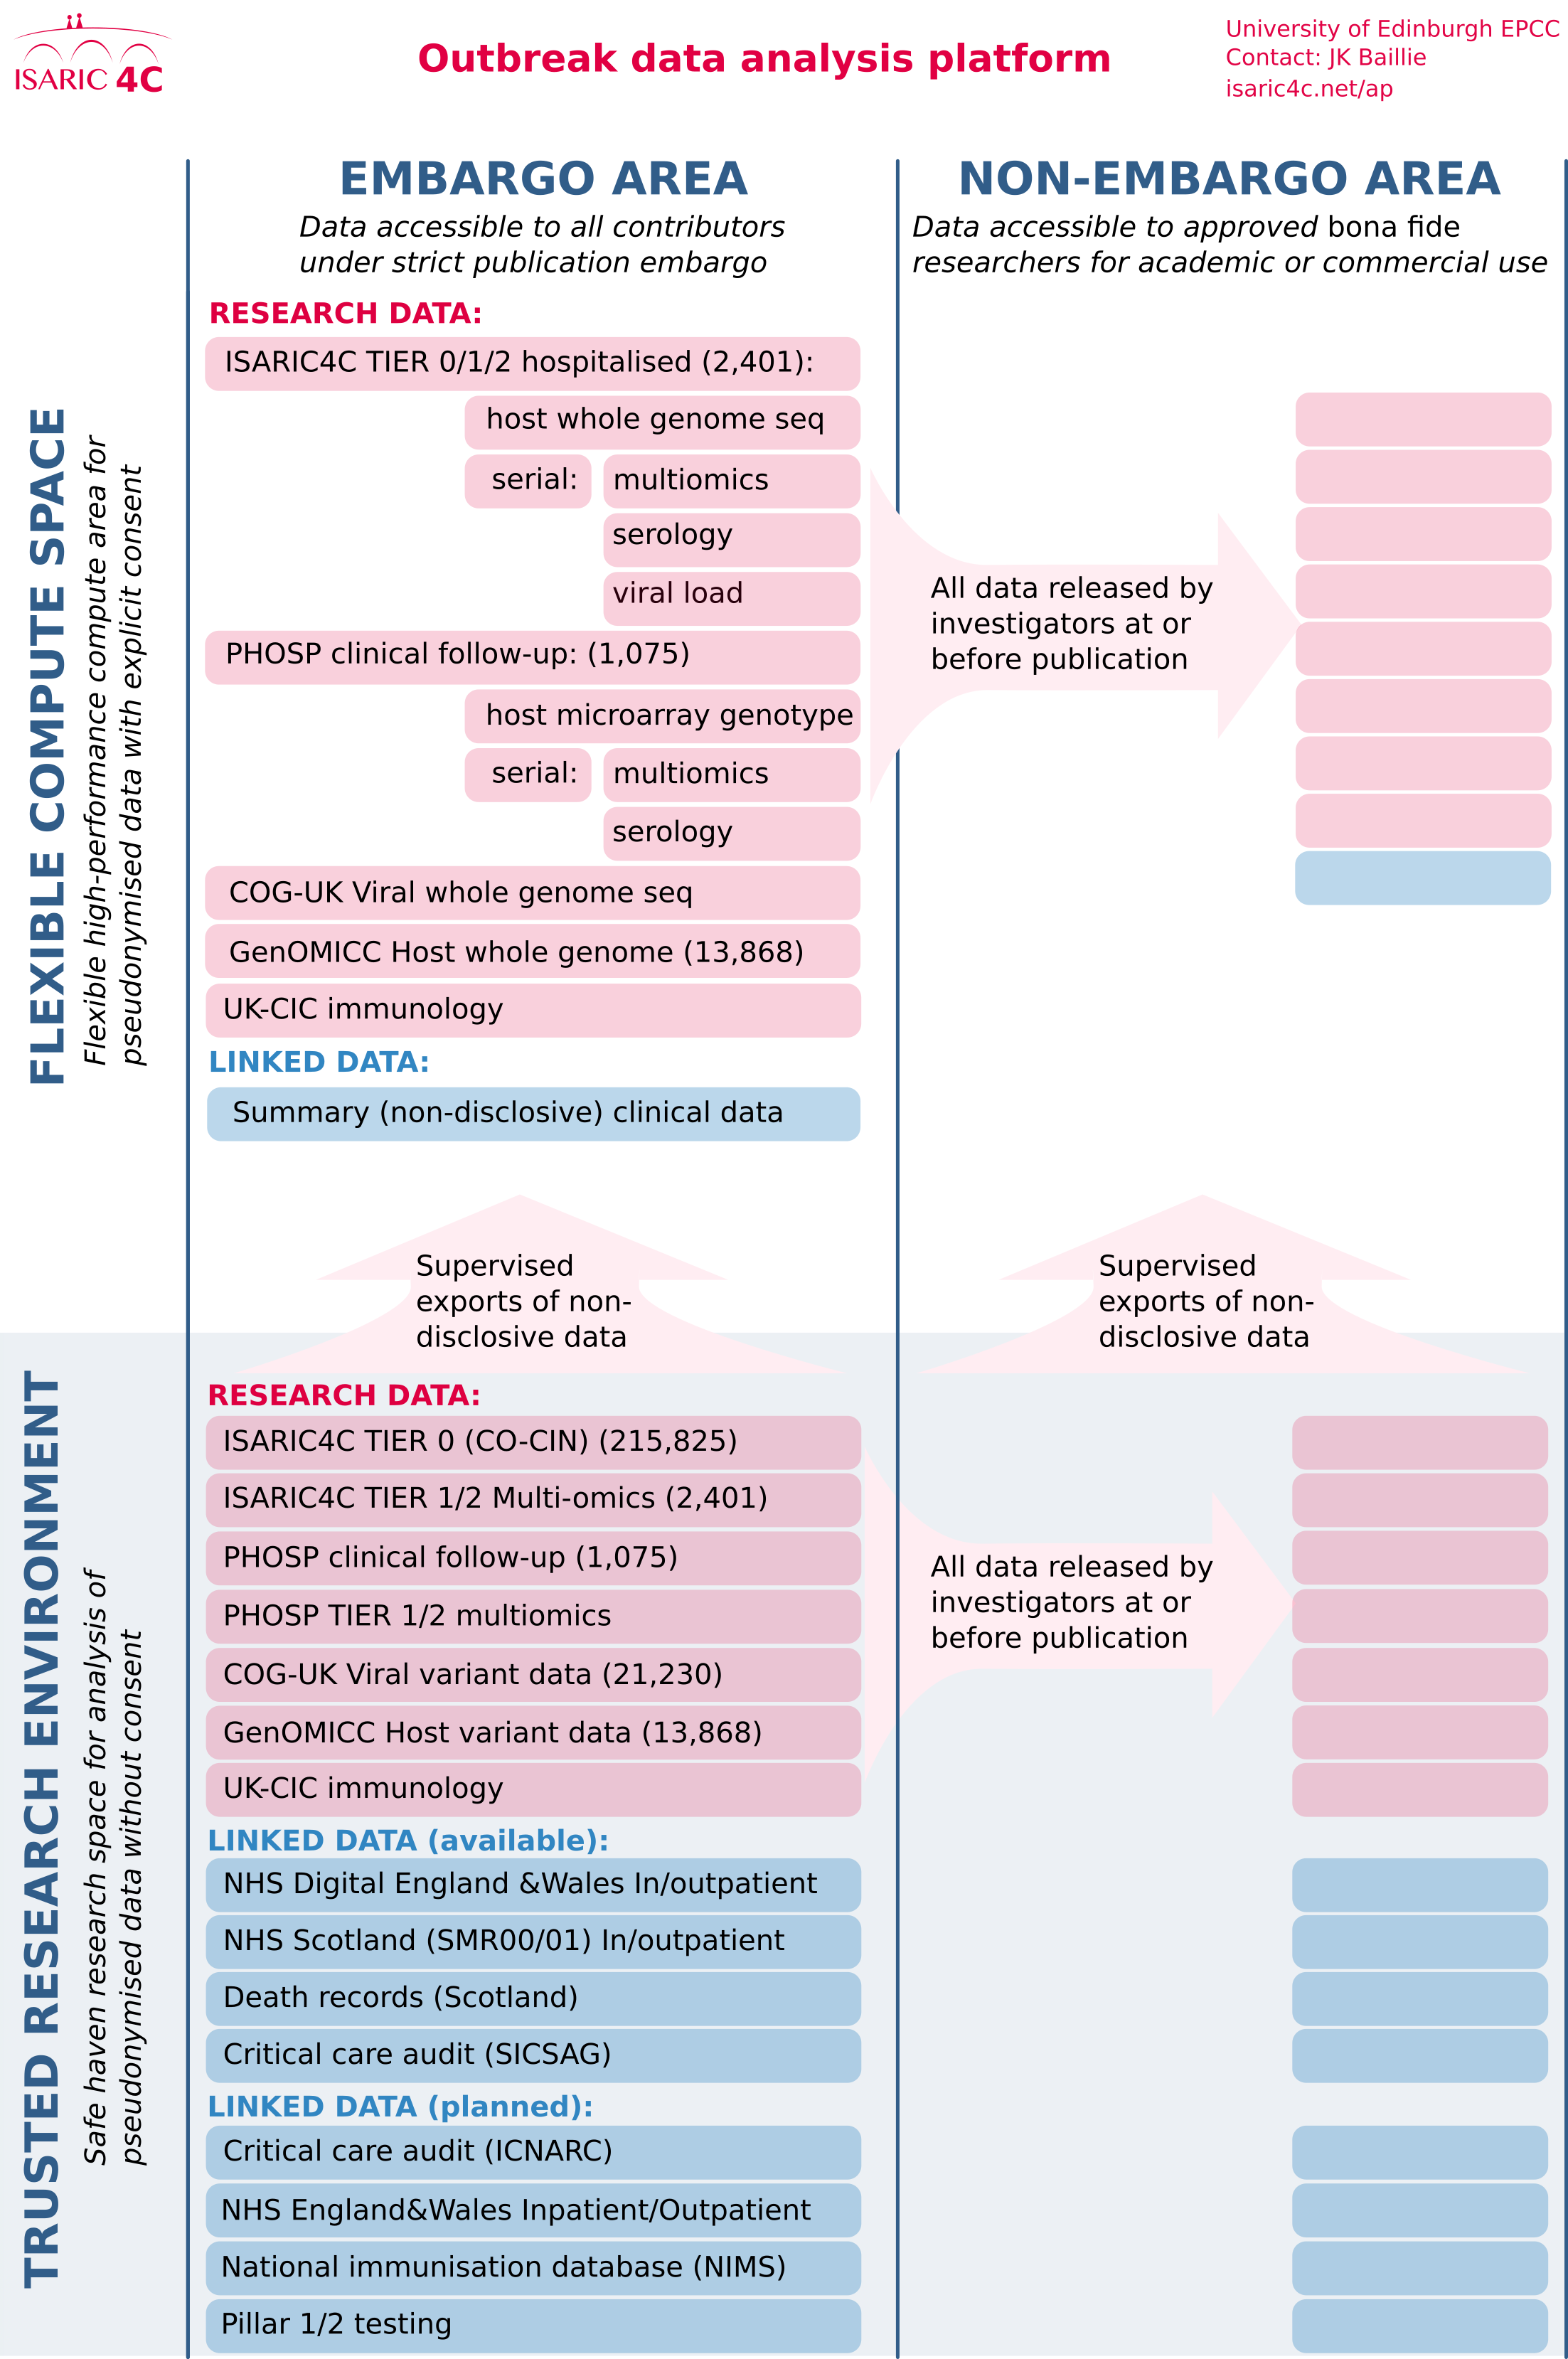 ISARIC 4C
Outbreak data analysis platform
University of Edinburgh EPCC
Contact: JK Baillie
isaric4c.net/ap
EMBARGO AREA
Data accessible to all contributors
under strict publication embargo
NON-EMBARGO AREA
Data accessible to approved bona fide
researchers for academic or commercial use
FLEXIBLE COMPUTE SPACE
Flexible high-performance compute area for
pseudonymised data with explicit consent
RESEARCH DATA:
ISARIC4C TIER 0/1/2 hospitalised (2,401):
host whole genome seq
serial:
multiomics
serology
viral load
PHOSP clinical follow-up: (1,075)
host microarray genotype
serial:
multiomics
serology
COG-UK Viral whole genome seq
GenOMICC Host whole genome (13,868)
UK-CIC immunology
LINKED DATA:
Summary (non-disclosive) clinical data
All data released by
investigators at or
before publication
Supervised
exports of non-
disclosive data
Supervised
exports of non-
disclosive data
TRUSTED RESEARCH ENVIRONMENT
Safe haven research space for analysis of
pseudonymised data without consent
RESEARCH DATA:
ISARIC4C TIER 0 (CO-CIN) (215,825)
ISARIC4C TIER 1/2 Multi-omics (2,401)
PHOSP clinical follow-up (1,075)
PHOSP TIER 1/2 multiomics
COG-UK Viral variant data (21,230)
GenOMICC Host variant data (13,868)
UK-CIC immunology
All data released by
investigators at or
before publication
LINKED DATA (available):
NHS Digital England &Wales In/outpatient
NHS Scotland (SMR00/01) In/outpatient
Death records (Scotland)
Critical care audit (SICSAG)
LINKED DATA (planned):
Critical care audit (ICNARC)
NHS England&Wales Inpatient/Outpatient
National immunisation database (NIMS)
Pillar 1/2 testing